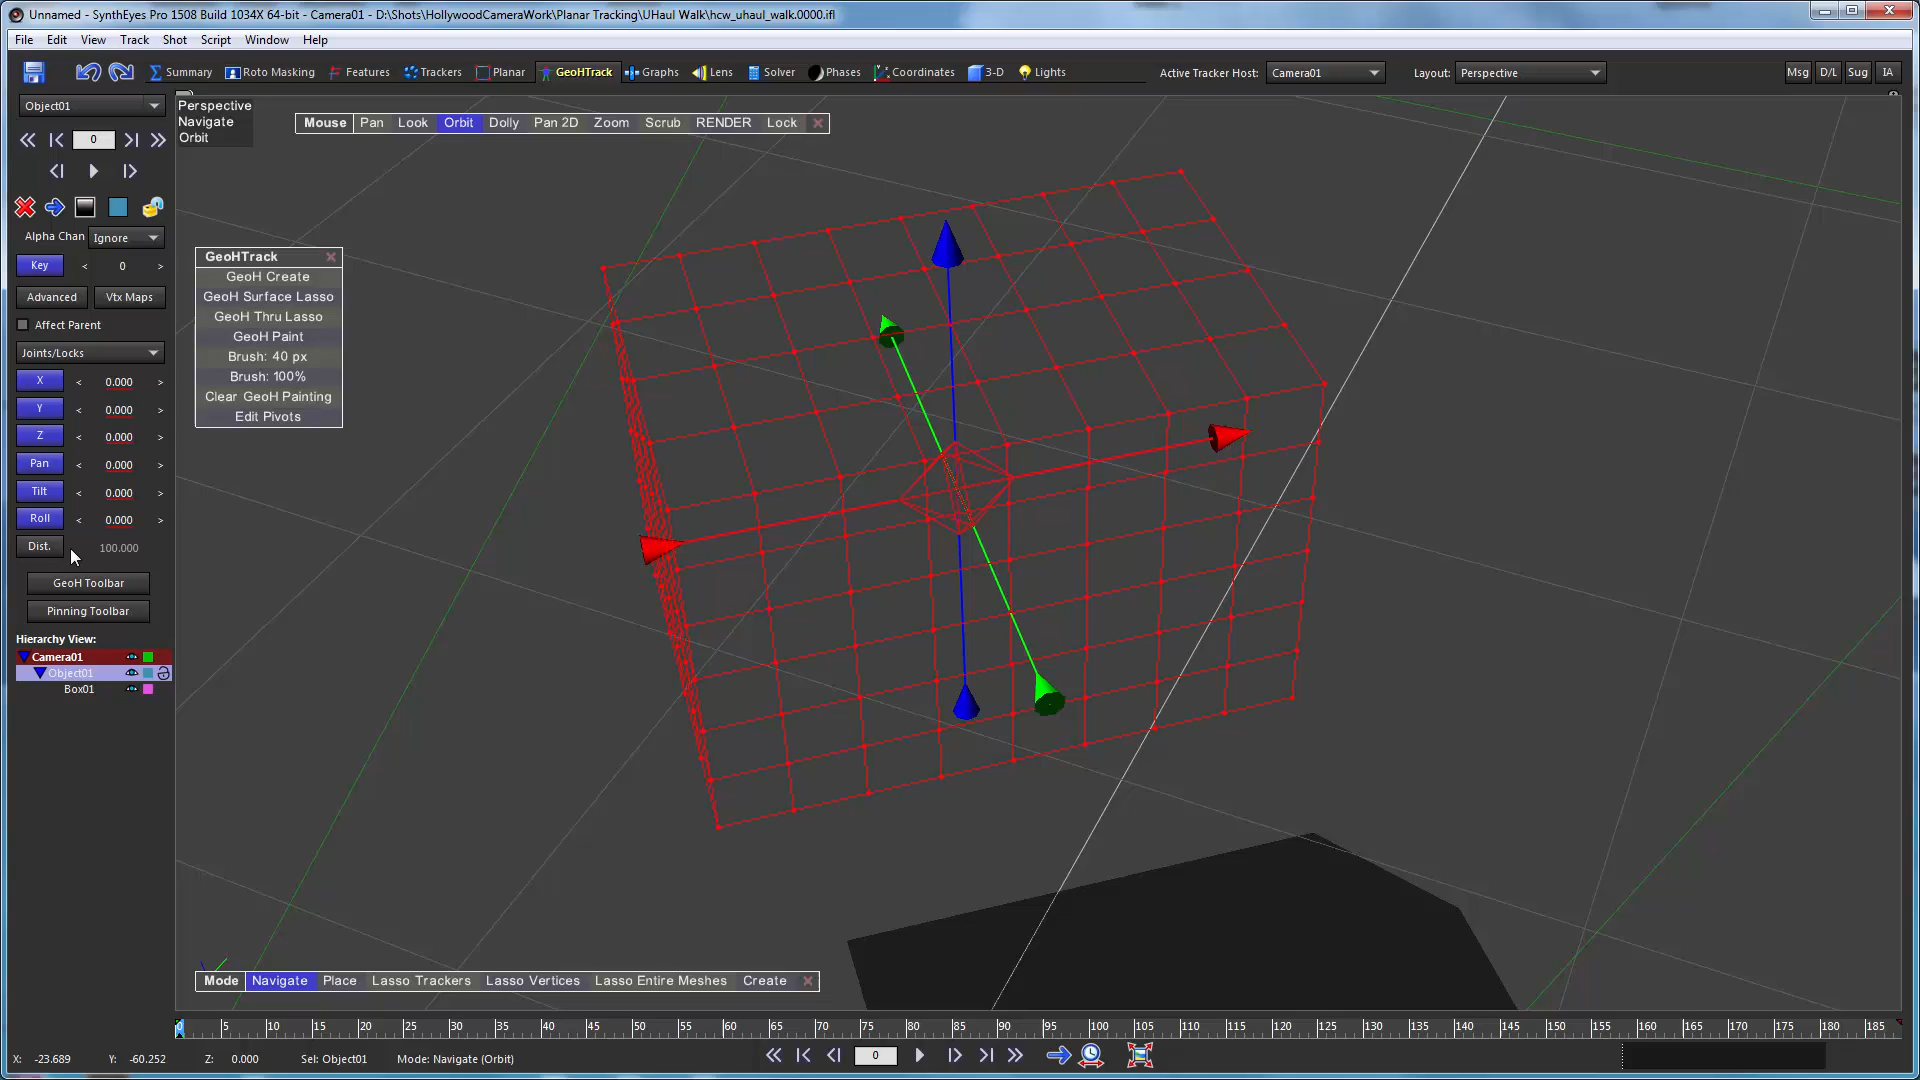 Unnamed - SynthEyes Pro 1508 Build 1034X 64-bit - Camera01 - D:\Shots\HollywoodCameraWork\Planar Tracking\UHaul Walk\hcw_uhaul_walk.0000.ifl
File Edit View Track Shot Script Window Help
Summary Roto Masking Features Trackers Planar GeoHTrack Graphs Lens Solver Phases Coordinates 3-D Lights Active Tracker Host: Camera01 Layout: Perspective Msg D/L Sug IA
Object01
Perspective
Navigate
Orbit
Mouse Pan Look Orbit Dolly Pan 2D Zoom Scrub RENDER Lock
0
Alpha Chan Ignore
Key < 0 >
Advanced Vtx Maps
Affect Parent
Joints/Locks
X < 0.000 >
Y < 0.000 >
Z < 0.000 >
Pan < 0.000 >
Tilt < 0.000 >
Roll < 0.000 >
Dist. 100.000
GeoH Toolbar
Pinning Toolbar
Hierarchy View:
Camera01
Object01
Box01
GeoHTrack
GeoH Create
GeoH Surface Lasso
GeoH Thru Lasso
GeoH Paint
Brush: 40 px
Brush: 100%
Clear GeoH Painting
Edit Pivots
Mode Navigate Place Lasso Trackers Lasso Vertices Lasso Entire Meshes Create
0 5 10 15 20 25 30 35 40 45 50 55 60 65 70 75 80 85 90 95 100 105 110 115 120 125 130 135 140 145 150 155 160 165 170 175 180 185
X: -23.689 Y: -60.252 Z: 0.000 Sel: Object01 Mode: Navigate (Orbit) 0